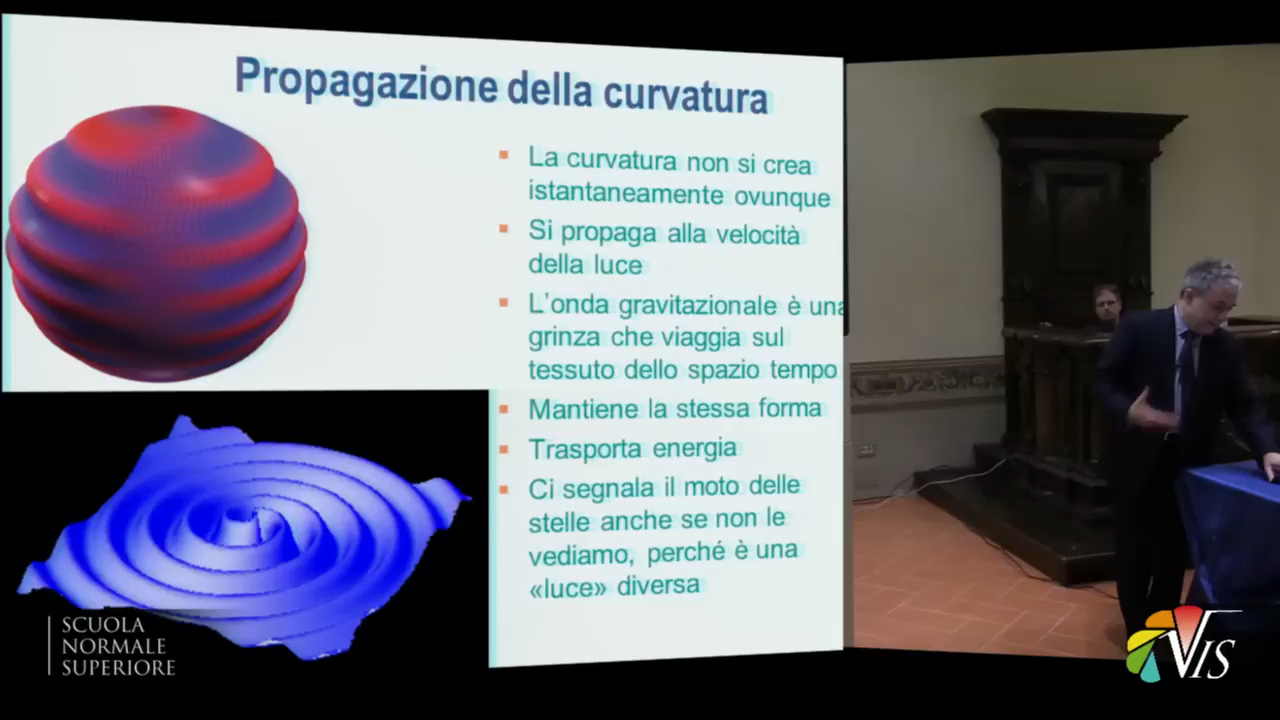 Propagazione della curvatura
La curvatura non si crea
istantaneamente ovunque
Si propaga alla velocità
della luce
L'onda gravitazionale è una
grinza che viaggia sul
tessuto dello spazio tempo
Mantiene la stessa forma
Trasporta energia
Ci segnala il moto delle
stelle anche se non le
vediamo, perché è una
«luce» diversa
SCUOLA
NORMALE
SUPERIORE
VIS